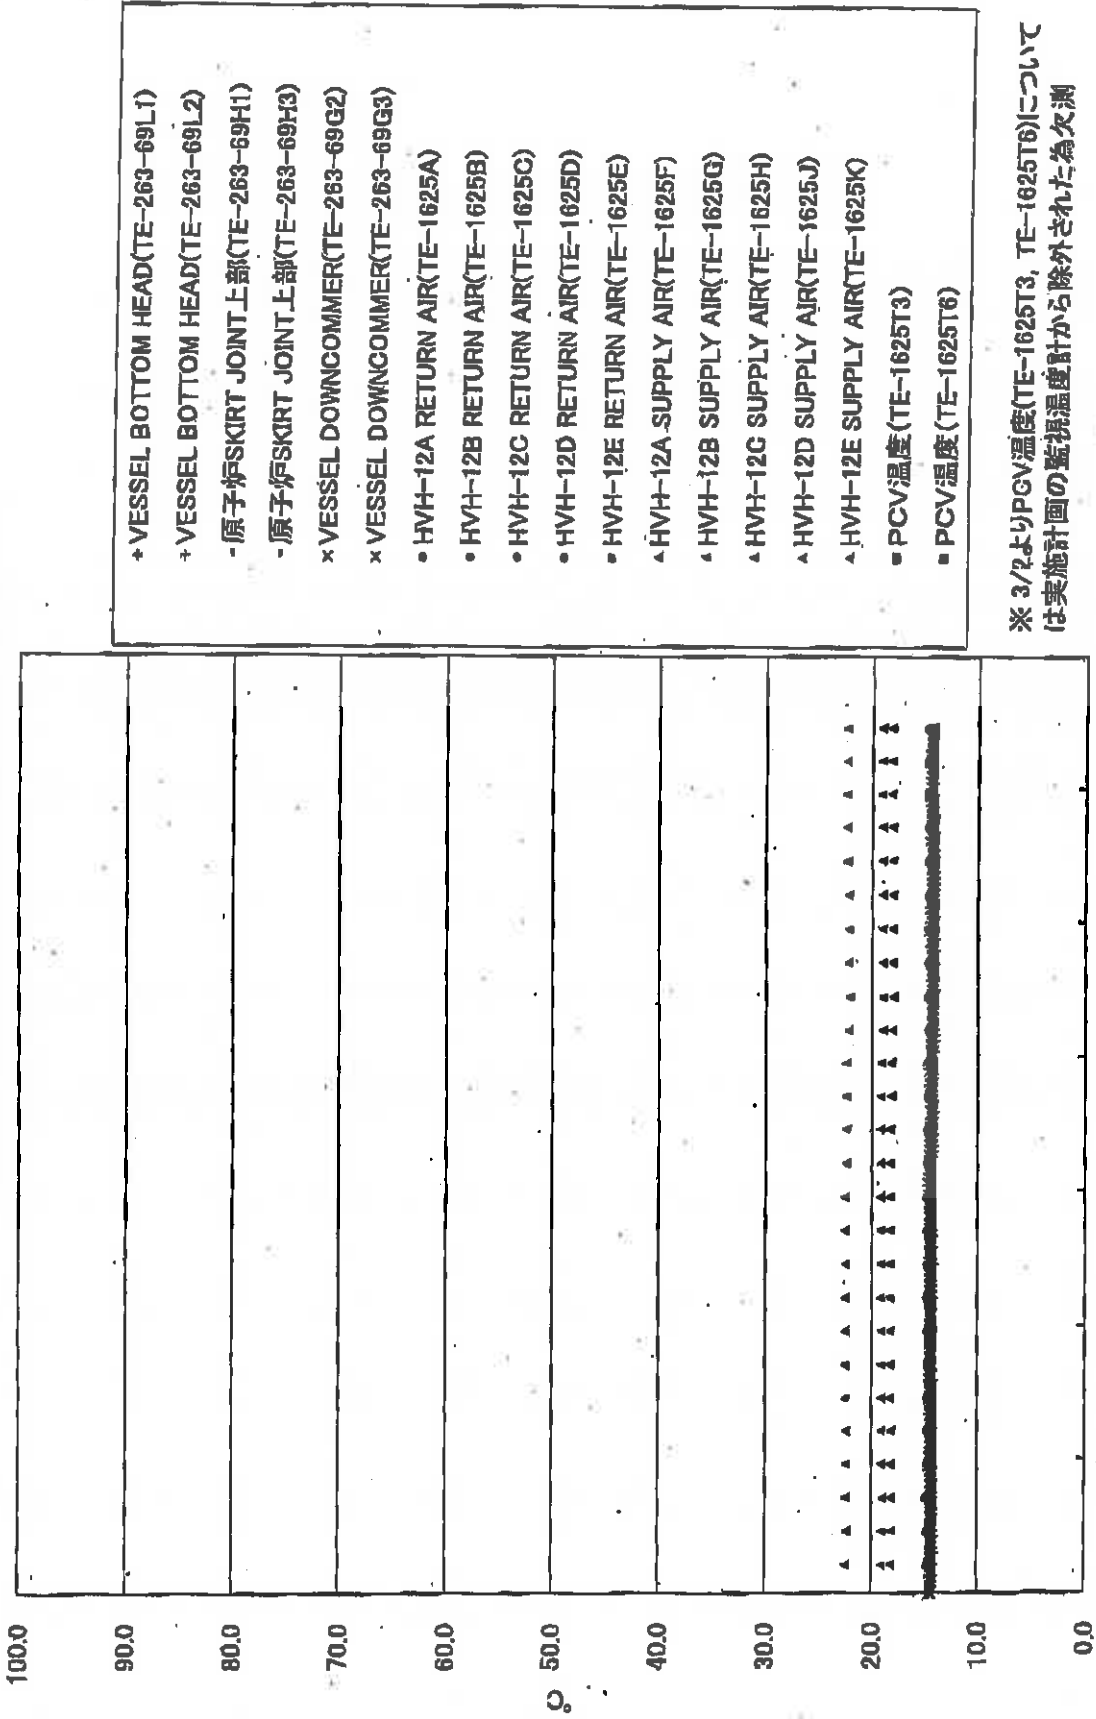 100.0
90.0
80.0
70.0
60.0
50.0
40.0
30.0
20.0
10.0
0.0
℃
+ VESSEL BOTTOM HEAD(TE-263-69L1)
+ VESSEL BOTTOM HEAD(TE-263-69L2)
- 原子炉SKIRT JOINT上部(TE-263-69H1)
- 原子炉SKIRT JOINT上部(TE-263-69H3)
× VESSEL DOWNCOMMER(TE-263-69G2)
× VESSEL DOWNCOMMER(TE-263-69G3)
● HVH-12A RETURN AIR(TE-1625A)
● HVH-12B RETURN AIR(TE-1625B)
● HVH-12C RETURN AIR(TE-1625C)
● HVH-12D RETURN AIR(TE-1625D)
● HVH-12E RETURN AIR(TE-1625E)
▲ HVH-12A SUPPLY AIR(TE-1625F)
▲ HVH-12B SUPPLY AIR(TE-1625G)
▲ HVH-12C SUPPLY AIR(TE-1625H)
▲ HVH-12D SUPPLY AIR(TE-1625J)
▲ HVH-12E SUPPLY AIR(TE-1625K)
■ PCV温度(TE-1625T3)
■ PCV温度(TE-1625T6)
※ 3/2よりPCV温度(TE-1625T3, TE-1625T6)について
は実施計画の監視温度計から除外された為欠測